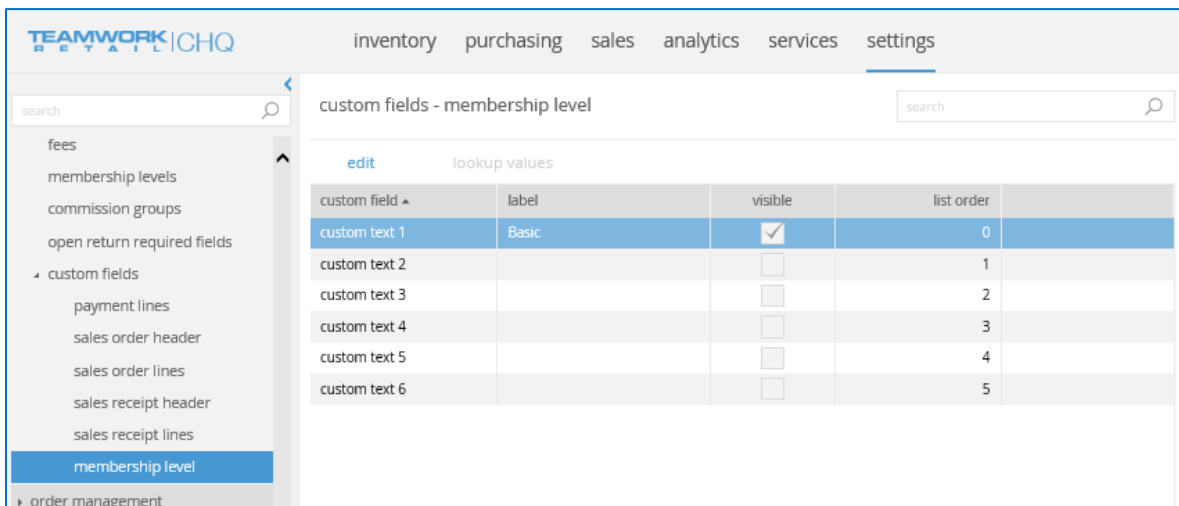 TEAMWORK RETAIL | CHQ
inventory purchasing sales analytics services settings
search
fees
membership levels
commission groups
open return required fields
custom fields
payment lines
sales order header
sales order lines
sales receipt header
sales receipt lines
membership level
order management
custom fields - membership level
search
edit lookup values
custom field label visible list order
custom text 1 Basic 0
custom text 2 1
custom text 3 2
custom text 4 3
custom text 5 4
custom text 6 5